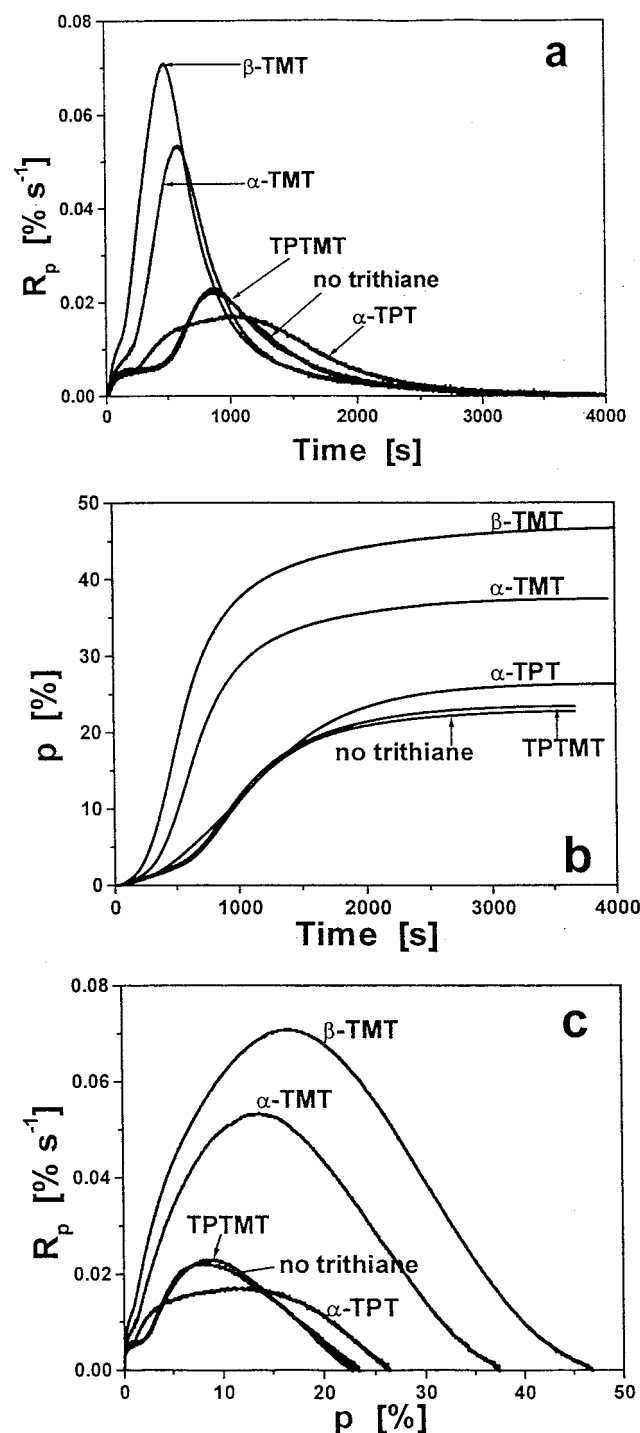 0.08
0.06
0.04
0.02
0.00
R_p [% s^-1]
a
β-TMT
α-TMT
TPTMT
no trithiane
α-TPT
0 1000 2000 3000 4000
Time [s]
50
40
30
20
10
0
p [%]
β-TMT
α-TMT
α-TPT
no trithiane
TPTMT
b
0 1000 2000 3000 4000
Time [s]
0.08
0.06
0.04
0.02
0.00
R_p [% s^-1]
c
β-TMT
α-TMT
TPTMT
no trithiane
α-TPT
0 10 20 30 40 50
p [%]